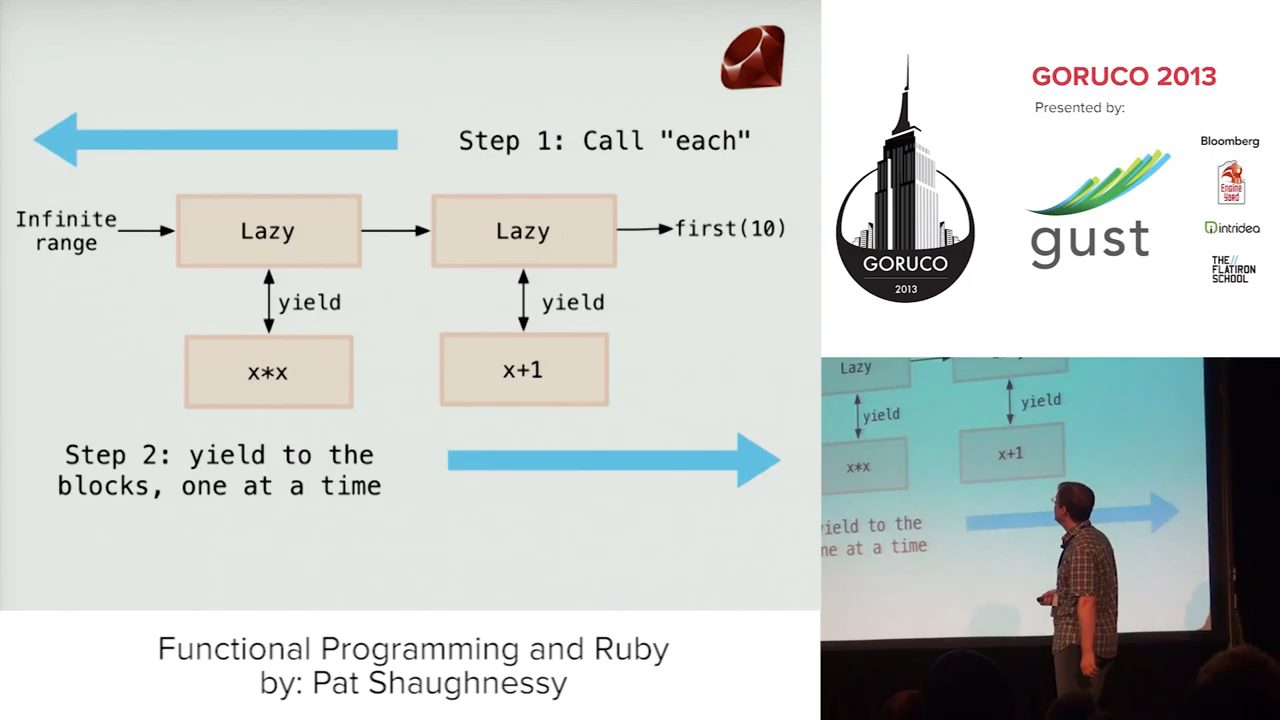 Step 1: Call "each"
Infinite
range
Lazy
Lazy
first(10)
yield
yield
x*x
x+1
Step 2: yield to the
blocks, one at a time
Functional Programming and Ruby
by: Pat Shaughnessy
GORUCO
2013
GORUCO 2013
Presented by:
gust
Bloomberg
Engine
Yard
intridea
THE//
FLATIRON
SCHOOL
Lazy
yield
yield
x*x
x+1
yield to the
ne at a time